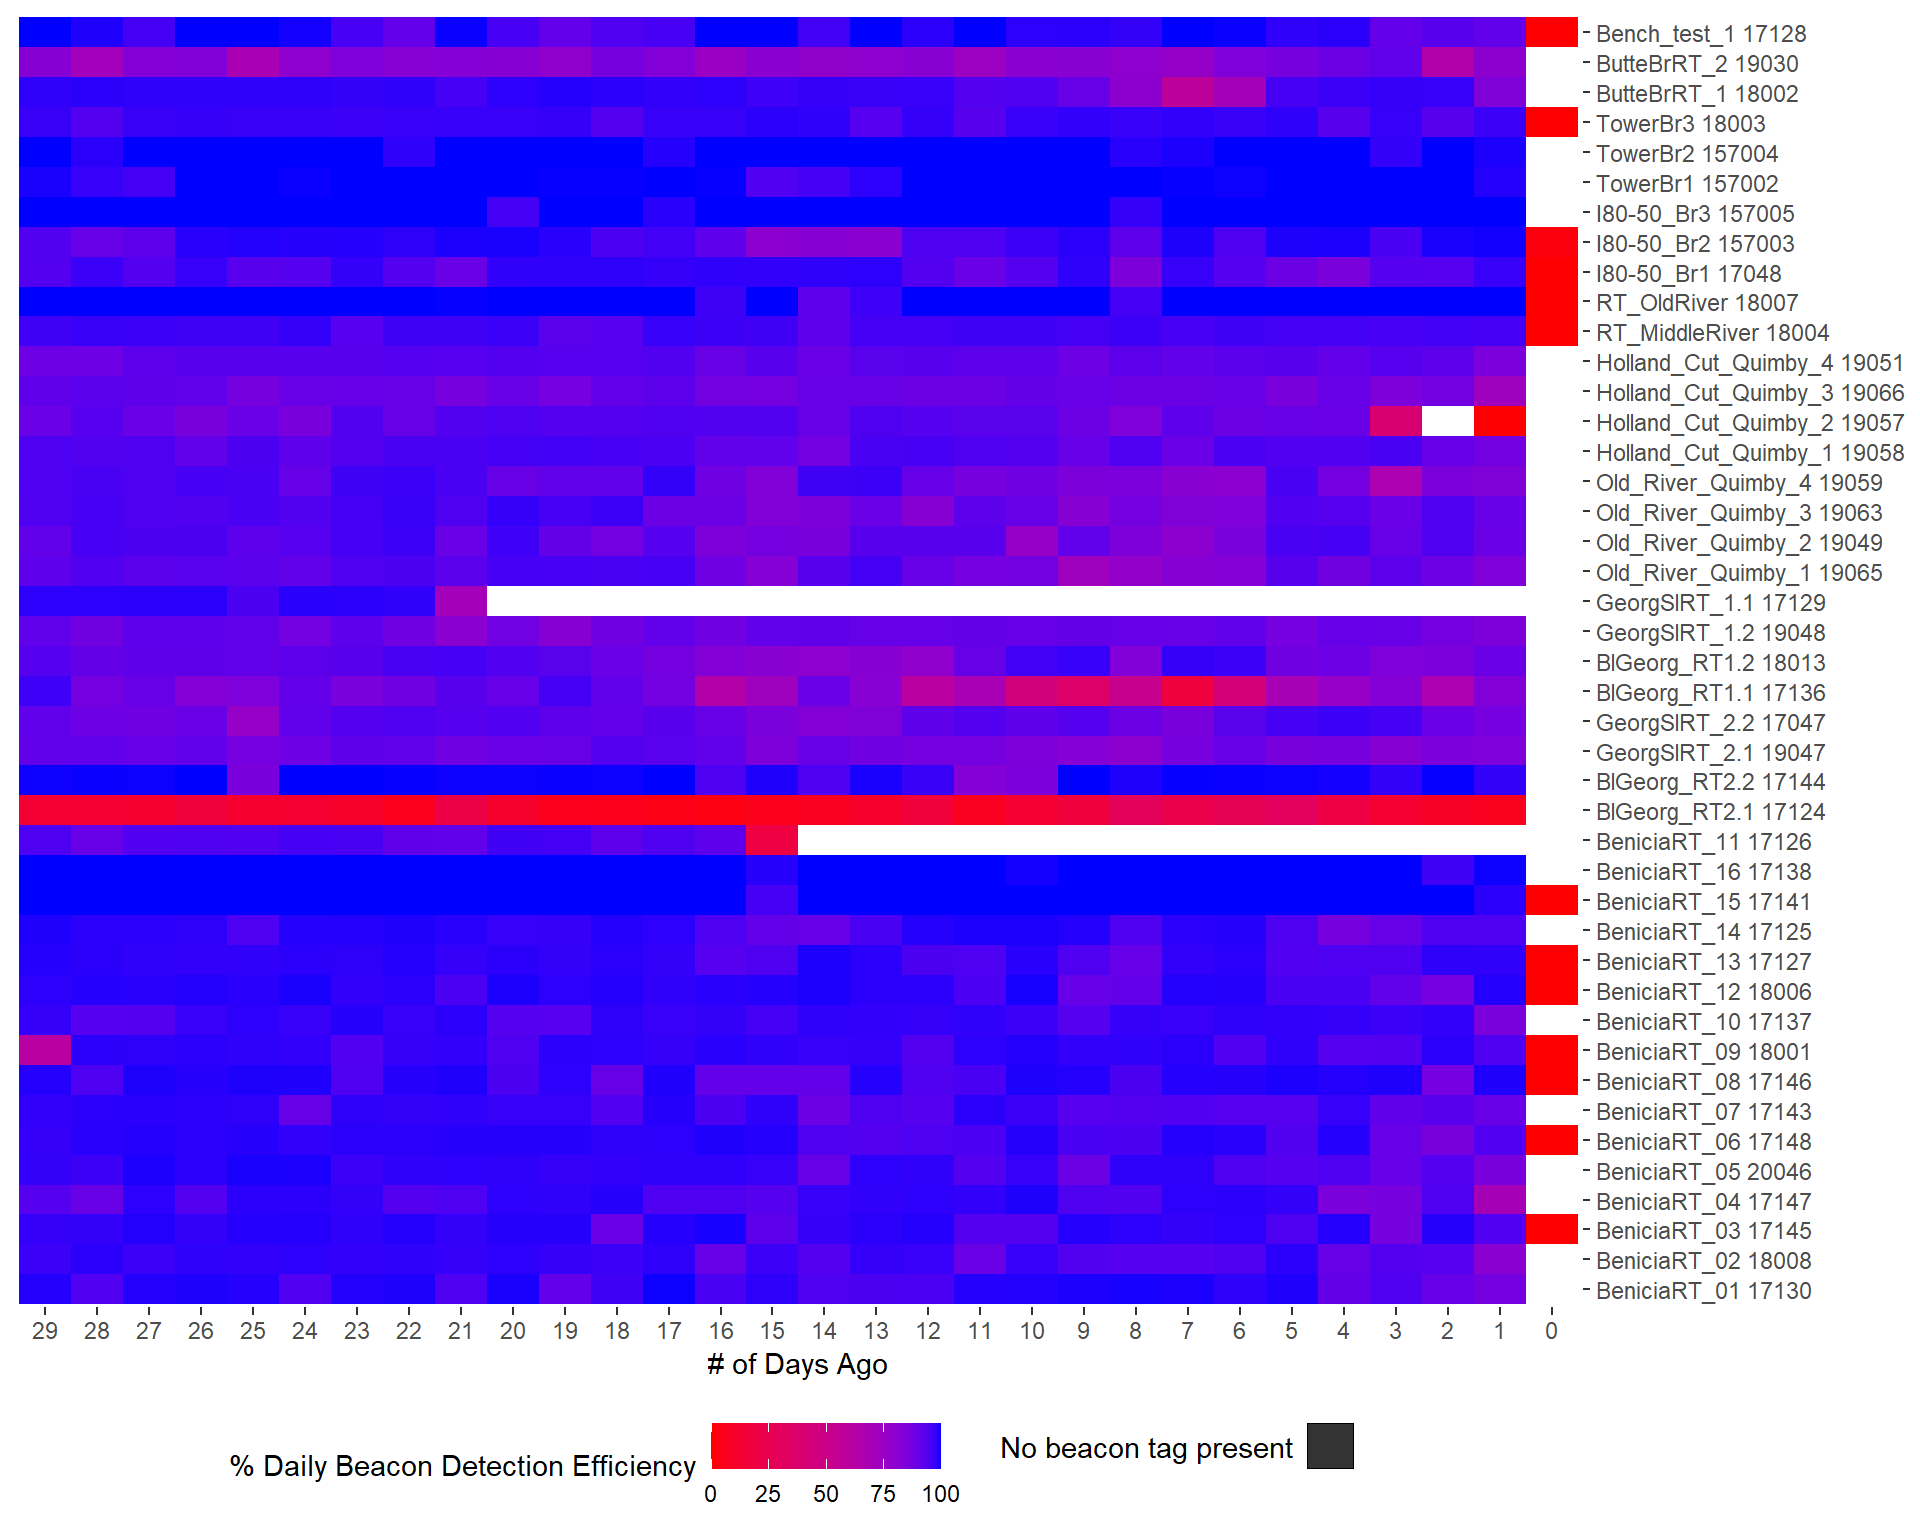 Bench_test_1 17128
ButteBrRT_2 19030
ButteBrRT_1 18002
TowerBr3 18003
TowerBr2 157004
TowerBr1 157002
I80-50_Br3 157005
I80-50_Br2 157003
I80-50_Br1 17048
RT_OldRiver 18007
RT_MiddleRiver 18004
Holland_Cut_Quimby_4 19051
Holland_Cut_Quimby_3 19066
Holland_Cut_Quimby_2 19057
Holland_Cut_Quimby_1 19058
Old_River_Quimby_4 19059
Old_River_Quimby_3 19063
Old_River_Quimby_2 19049
Old_River_Quimby_1 19065
GeorgSlRT_1.1 17129
GeorgSlRT_1.2 19048
BlGeorg_RT1.2 18013
BlGeorg_RT1.1 17136
GeorgSlRT_2.2 17047
GeorgSlRT_2.1 19047
BlGeorg_RT2.2 17144
BlGeorg_RT2.1 17124
BeniciaRT_11 17126
BeniciaRT_16 17138
BeniciaRT_15 17141
BeniciaRT_14 17125
BeniciaRT_13 17127
BeniciaRT_12 18006
BeniciaRT_10 17137
BeniciaRT_09 18001
BeniciaRT_08 17146
BeniciaRT_07 17143
BeniciaRT_06 17148
BeniciaRT_05 20046
BeniciaRT_04 17147
BeniciaRT_03 17145
BeniciaRT_02 18008
BeniciaRT_01 17130
29 28 27 26 25 24 23 22 21 20 19 18 17 16 15 14 13 12 11 10 9 8 7 6 5 4 3 2 1 0
# of Days Ago
% Daily Beacon Detection Efficiency
0 25 50 75 100
No beacon tag present